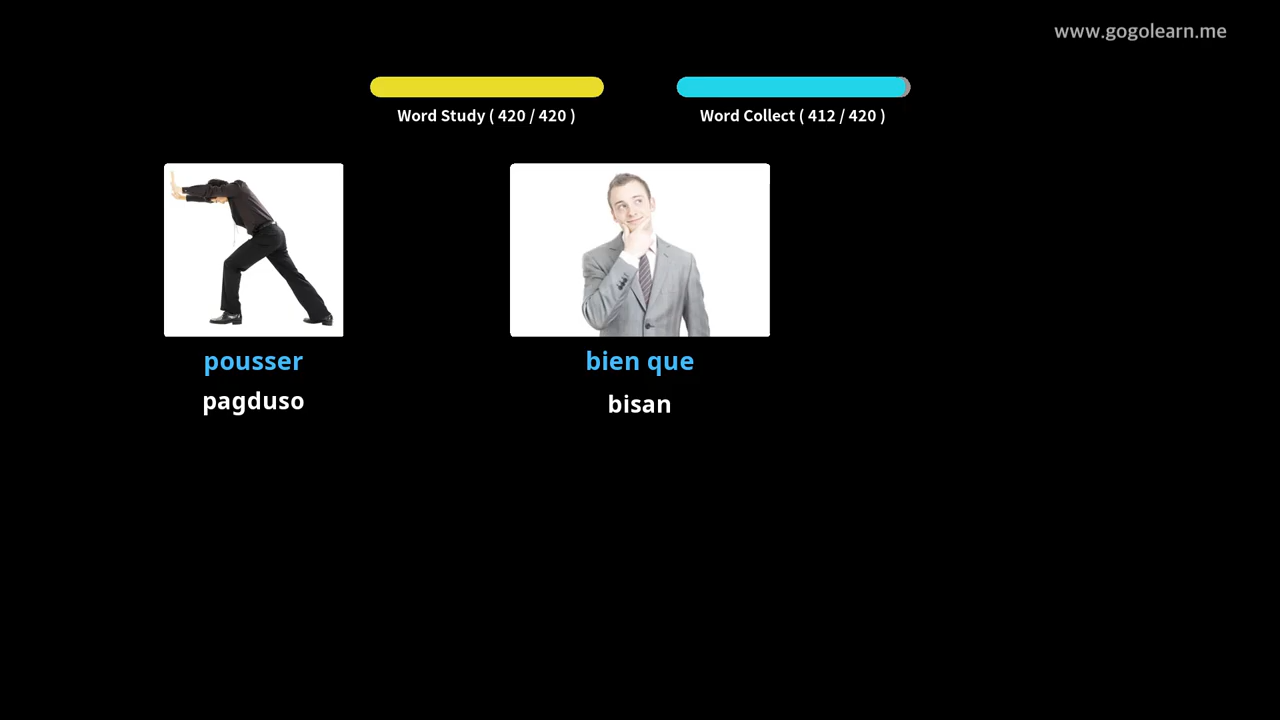 www.gogolearn.me
Word Study ( 420 / 420 )
Word Collect ( 412 / 420 )
pousser
pagduso
bien que
bisan